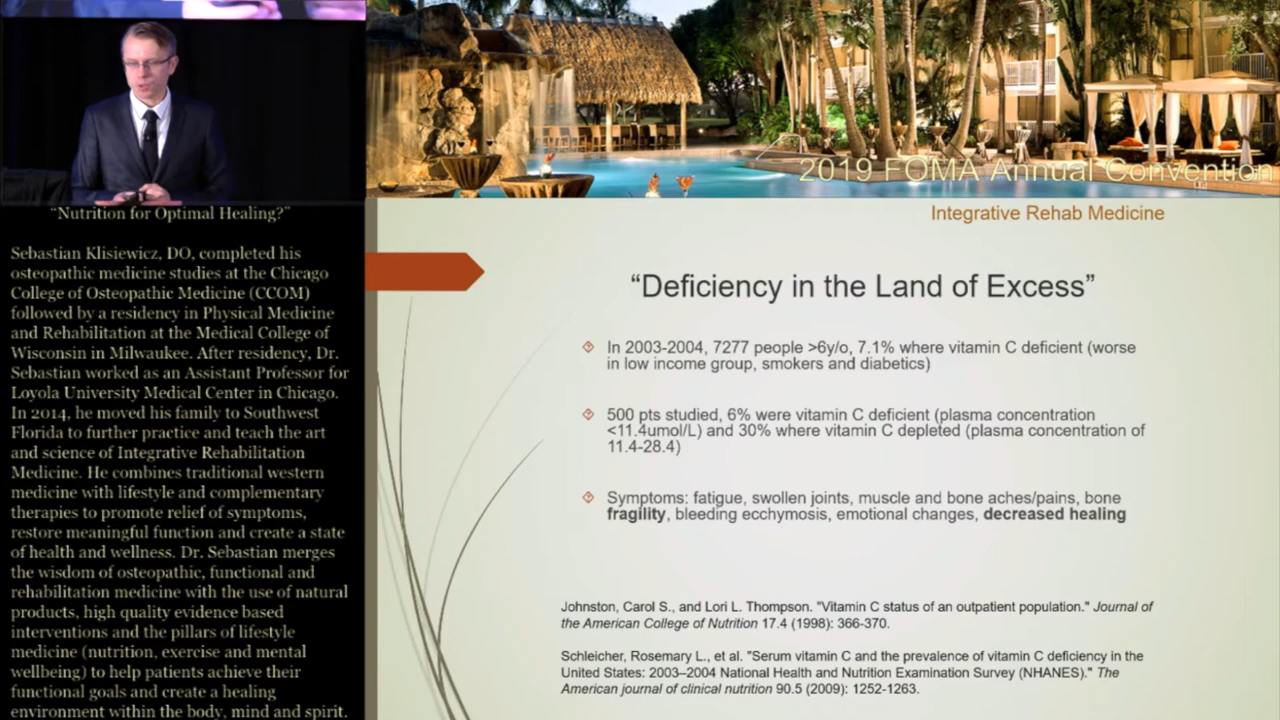 2019 FOMA Annual Convention
"Nutrition for Optimal Healing?"
Sebastian Klisiewicz, DO, completed his
osteopathic medicine studies at the Chicago
College of Osteopathic Medicine (CCOM)
followed by a residency in Physical Medicine
and Rehabilitation at the Medical College of
Wisconsin in Milwaukee. After residency, Dr.
Sebastian worked as an Assistant Professor for
Loyola University Medical Center in Chicago.
In 2014, he moved his family to Southwest
Florida to further practice and teach the art
and science of Integrative Rehabilitation
Medicine. He combines traditional western
medicine with lifestyle and complementary
therapies to promote relief of symptoms,
restore meaningful function and create a state
of health and wellness. Dr. Sebastian merges
the wisdom of osteopathic, functional and
rehabilitation medicine with the use of natural
products, high quality evidence based
interventions and the pillars of lifestyle
medicine (nutrition, exercise and mental
wellbeing) to help patients achieve their
functional goals and create a healing
environment within the body, mind and spirit.
Integrative Rehab Medicine
“Deficiency in the Land of Excess”
In 2003-2004, 7277 people >6y/o, 7.1% where vitamin C deficient (worse
in low income group, smokers and diabetics)
500 pts studied, 6% were vitamin C deficient (plasma concentration
<11.4umol/L) and 30% where vitamin C depleted (plasma concentration of
11.4-28.4)
Symptoms: fatigue, swollen joints, muscle and bone aches/pains, bone
fragility, bleeding ecchymosis, emotional changes, decreased healing
Johnston, Carol S., and Lori L. Thompson. "Vitamin C status of an outpatient population." Journal of
the American College of Nutrition 17.4 (1998): 366-370.
Schleicher, Rosemary L., et al. "Serum vitamin C and the prevalence of vitamin C deficiency in the
United States: 2003–2004 National Health and Nutrition Examination Survey (NHANES)." The
American journal of clinical nutrition 90.5 (2009): 1252-1263.